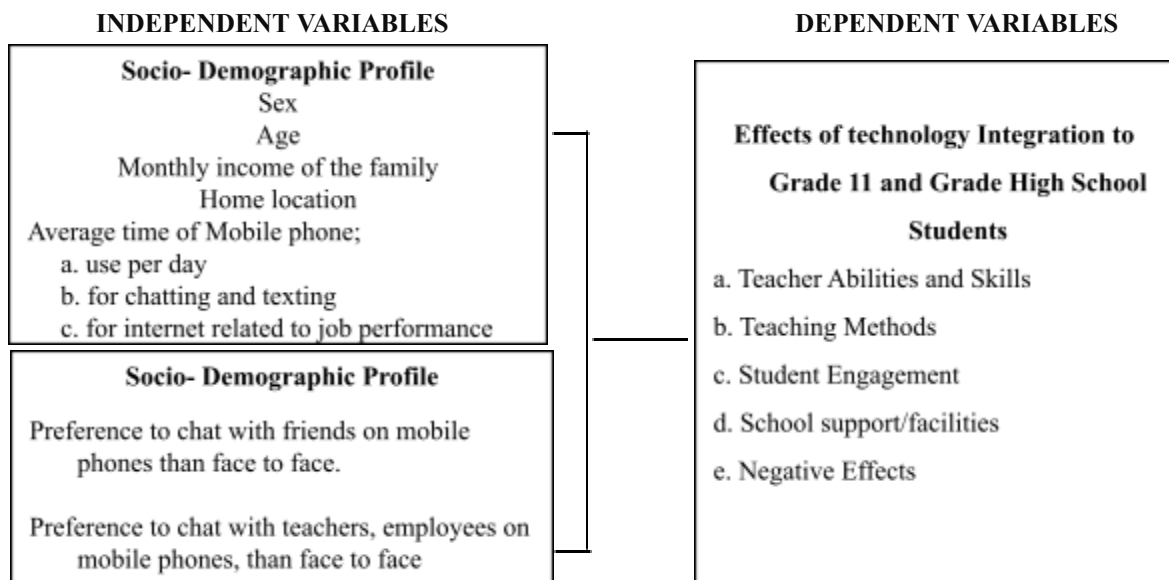 INDEPENDENT VARIABLES
Socio- Demographic Profile
Sex
Age
Monthly income of the family
Home location
Average time of Mobile phone;
a. use per day
b. for chatting and texting
c. for internet related to job performance
Socio- Demographic Profile
Preference to chat with friends on mobile
phones than face to face.
Preference to chat with teachers, employees on
mobile phones, than face to face
DEPENDENT VARIABLES
Effects of technology Integration to
Grade 11 and Grade High School
Students
a. Teacher Abilities and Skills
b. Teaching Methods
c. Student Engagement
d. School support/facilities
e. Negative Effects